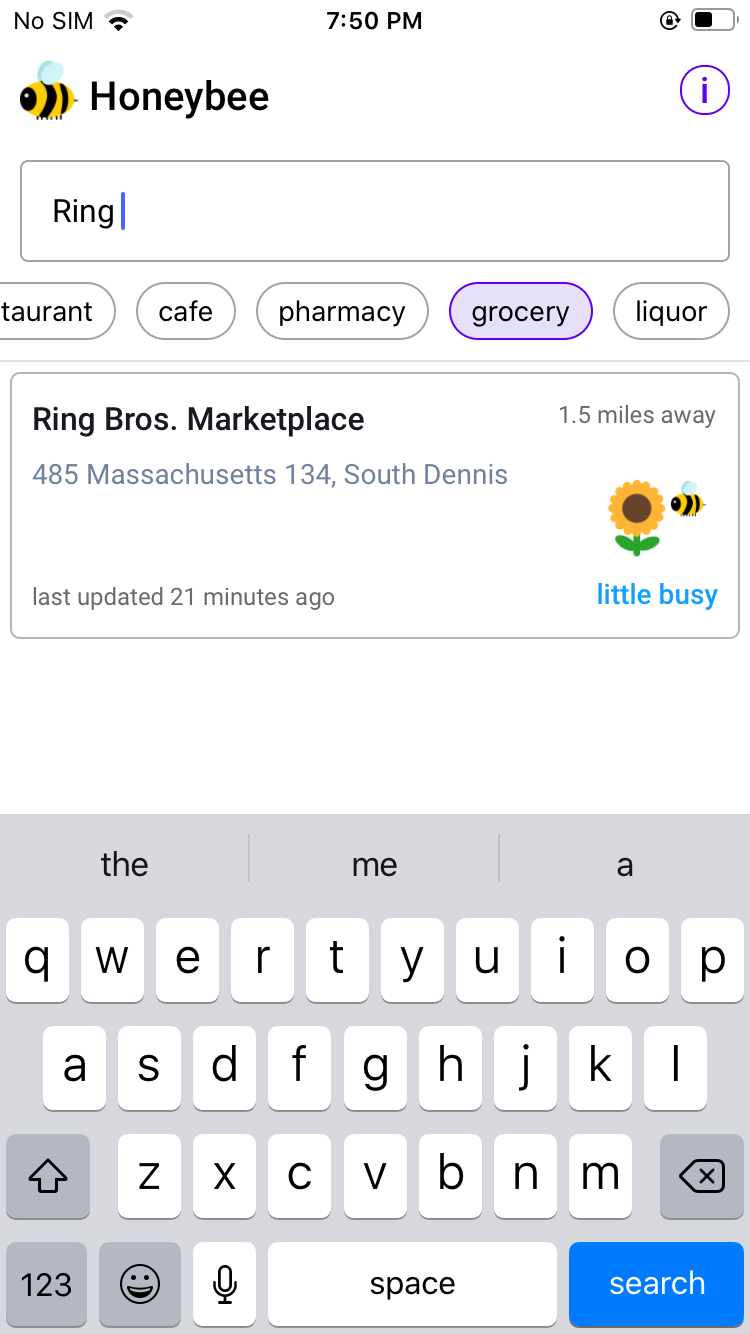 No SIM 7:50 PM
Honeybee
i
Ring
taurant cafe pharmacy grocery liquor
Ring Bros. Marketplace 1.5 miles away
485 Massachusetts 134, South Dennis
last updated 21 minutes ago little busy
the me a
q w e r t y u i o p
a s d f g h j k l
z x c v b n m
123 space search